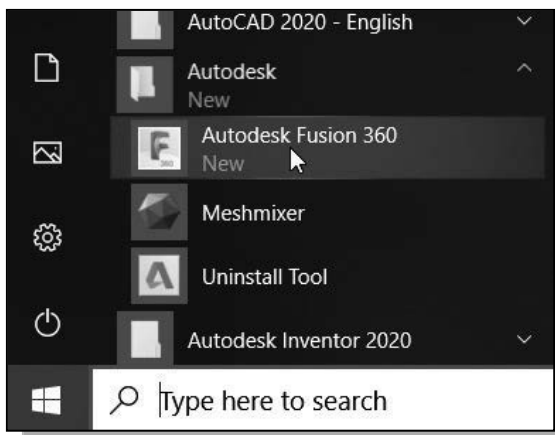 AutoCAD 2020 - English
Autodesk
New
Autodesk Fusion 360
New
Meshmixer
Uninstall Tool
Autodesk Inventor 2020
Type here to search